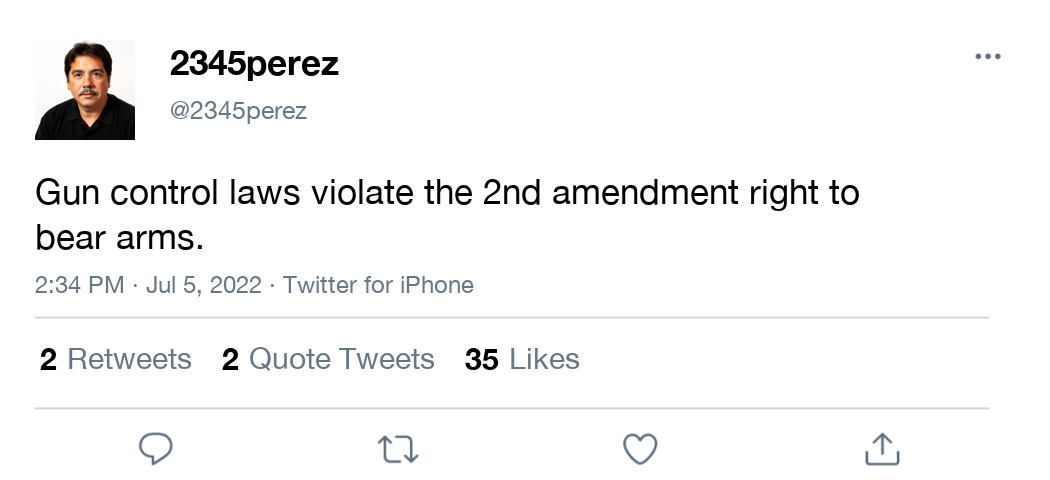 2345perez
@2345perez
Gun control laws violate the 2nd amendment right to
bear arms.
2:34 PM · Jul 5, 2022 · Twitter for iPhone
2 Retweets 2 Quote Tweets 35 Likes